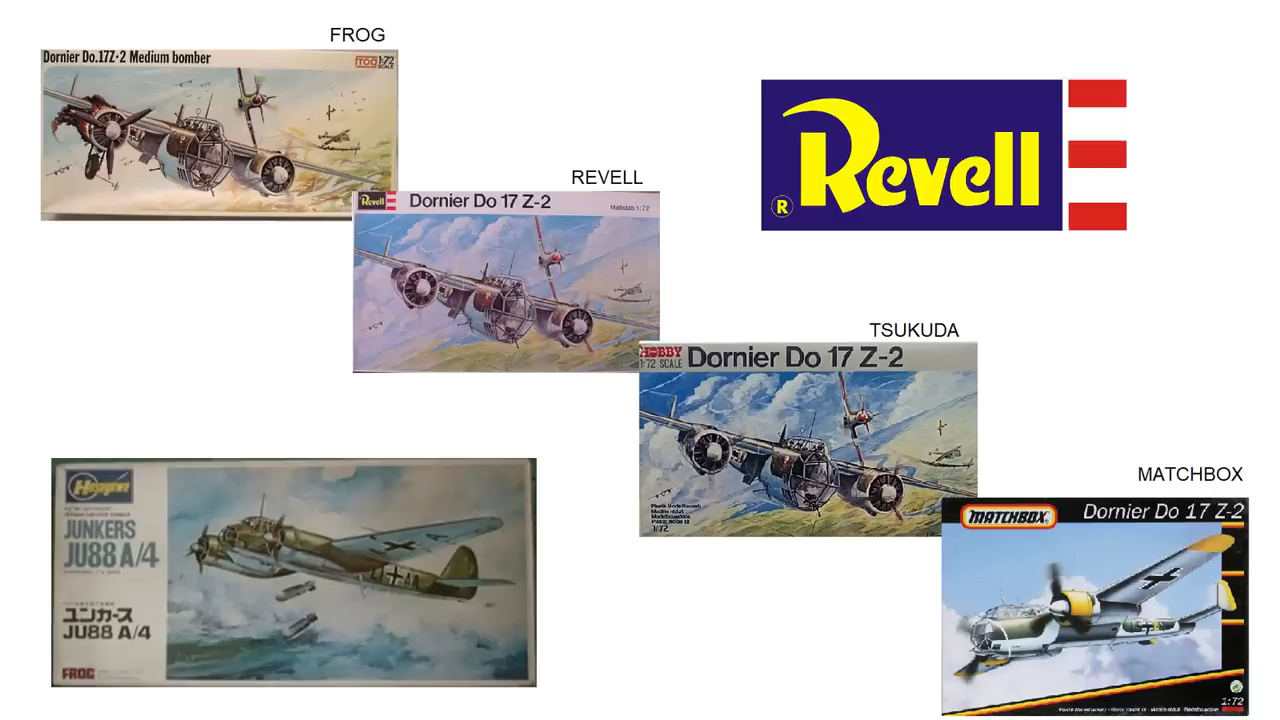 FROG
Dornier Do.17Z-2 Medium bomber
FROG 1:72
SCALE
REVELL
Revell
Dornier Do 17 Z-2
Maßstab 1:72
® Revell
TSUKUDA
HOBBY
1:72 SCALE
Dornier Do 17 Z-2
1/72
MATCHBOX
MATCHBOX
Dornier Do 17 Z-2
1:72
Hasegawa
JUNKERS
JU88 A/4
ユンカース
JU88 A/4
FROG